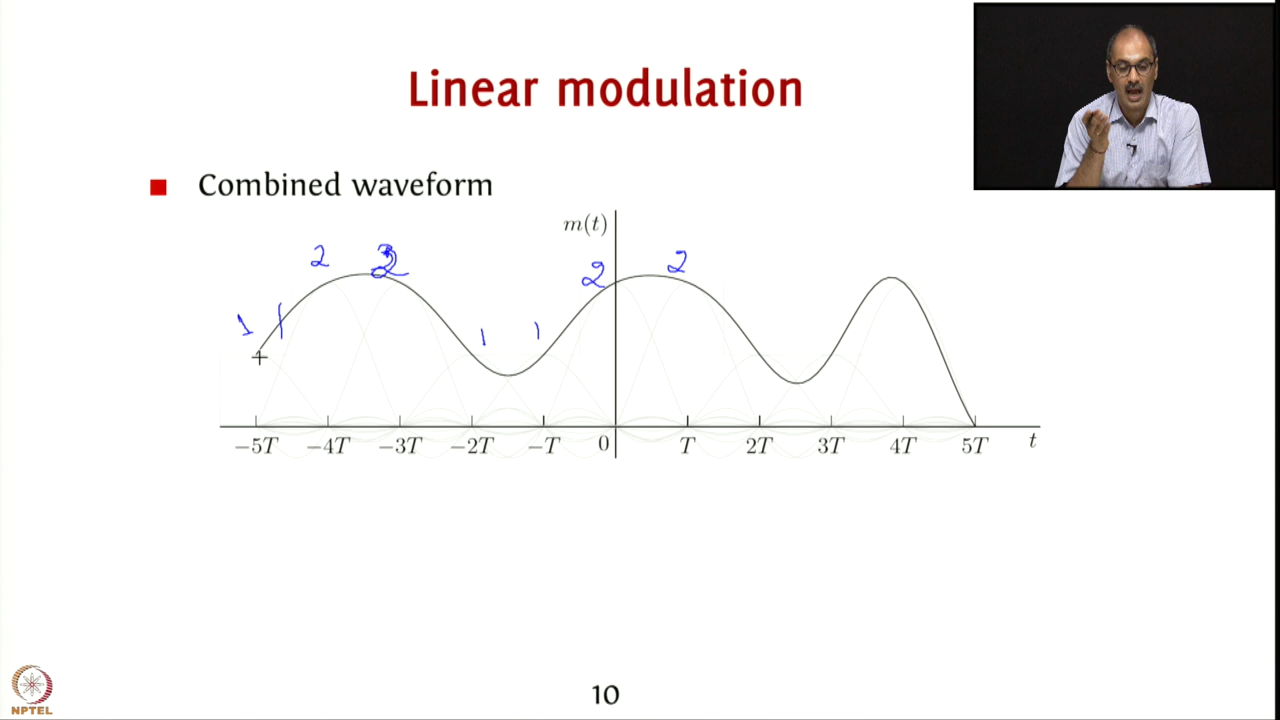 Linear modulation
Combined waveform
m(t)
2 2 2 2
1 1 1
−5T −4T −3T −2T −T 0 T 2T 3T 4T 5T t
10
NPTEL